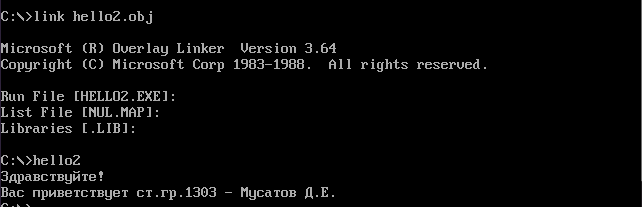 C:\>link hello2.obj
Microsoft (R) Overlay Linker  Version 3.64
Copyright (C) Microsoft Corp 1983-1988.  All rights reserved.
Run File [HELLO2.EXE]:
List File [NUL.MAP]:
Libraries [.LIB]:
C:\>hello2
Здравствуйте!
Вас приветствует ст.гр.1303 - Мусатов Д.Е.
C:\>